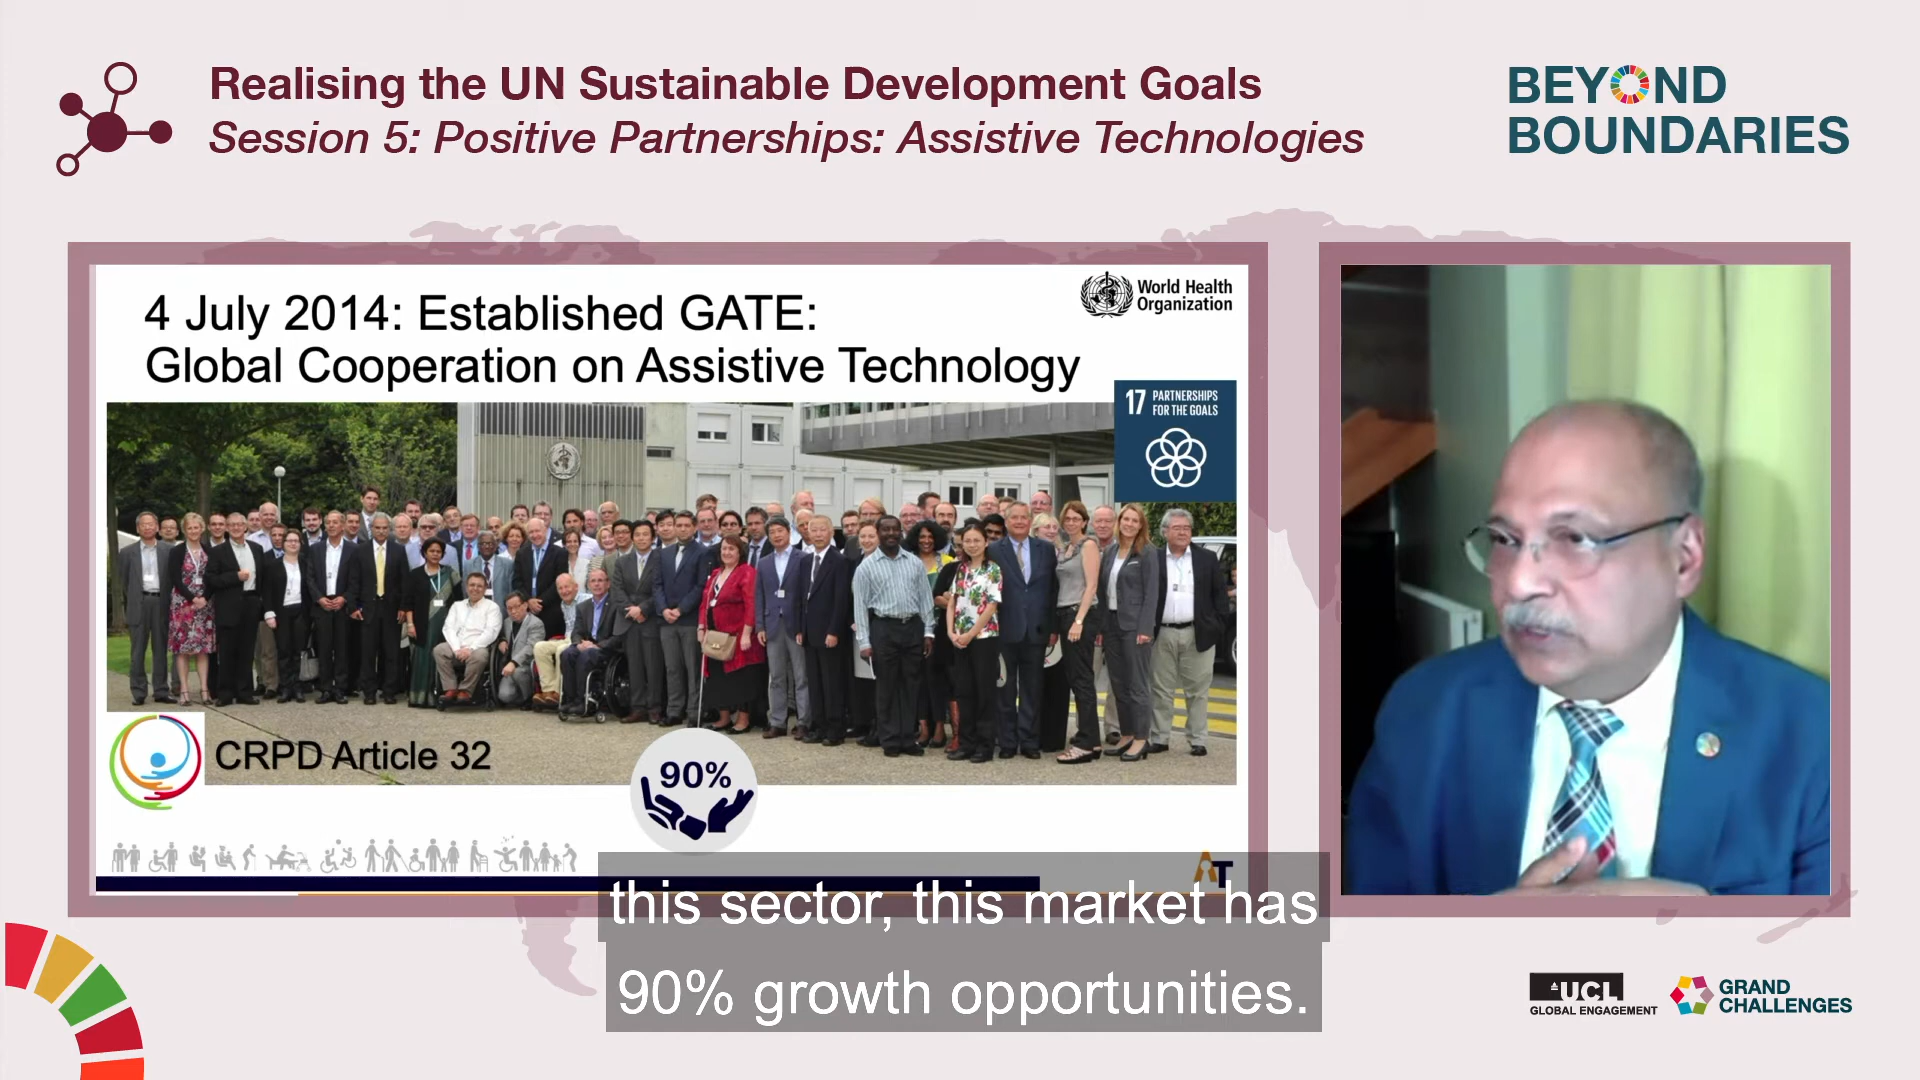 Realising the UN Sustainable Development Goals
Session 5: Positive Partnerships: Assistive Technologies
BEYOND
BOUNDARIES
4 July 2014: Established GATE:
Global Cooperation on Assistive Technology
World Health
Organization
17 PARTNERSHIPS
FOR THE GOALS
CRPD Article 32
90%
AT
this sector, this market has
90% growth opportunities.
UCL
GLOBAL ENGAGEMENT
GRAND
CHALLENGES